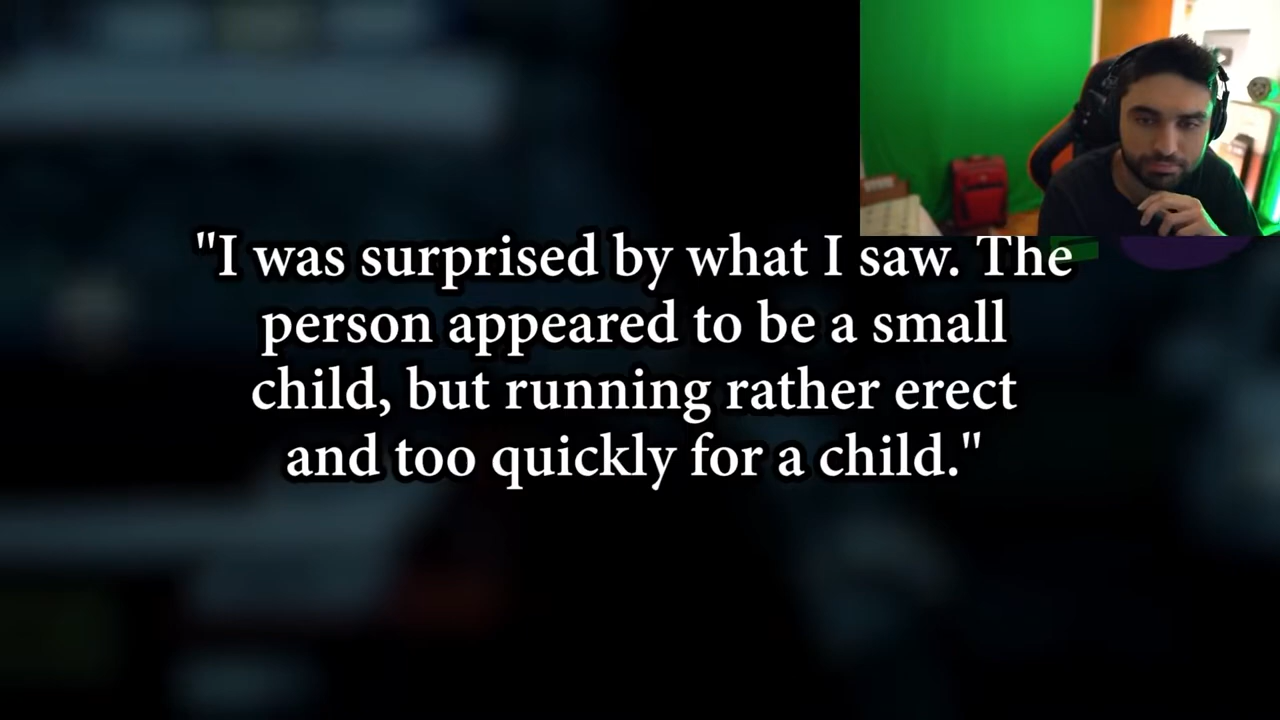 "I was surprised by what I saw. The
person appeared to be a small
child, but running rather erect
and too quickly for a child."